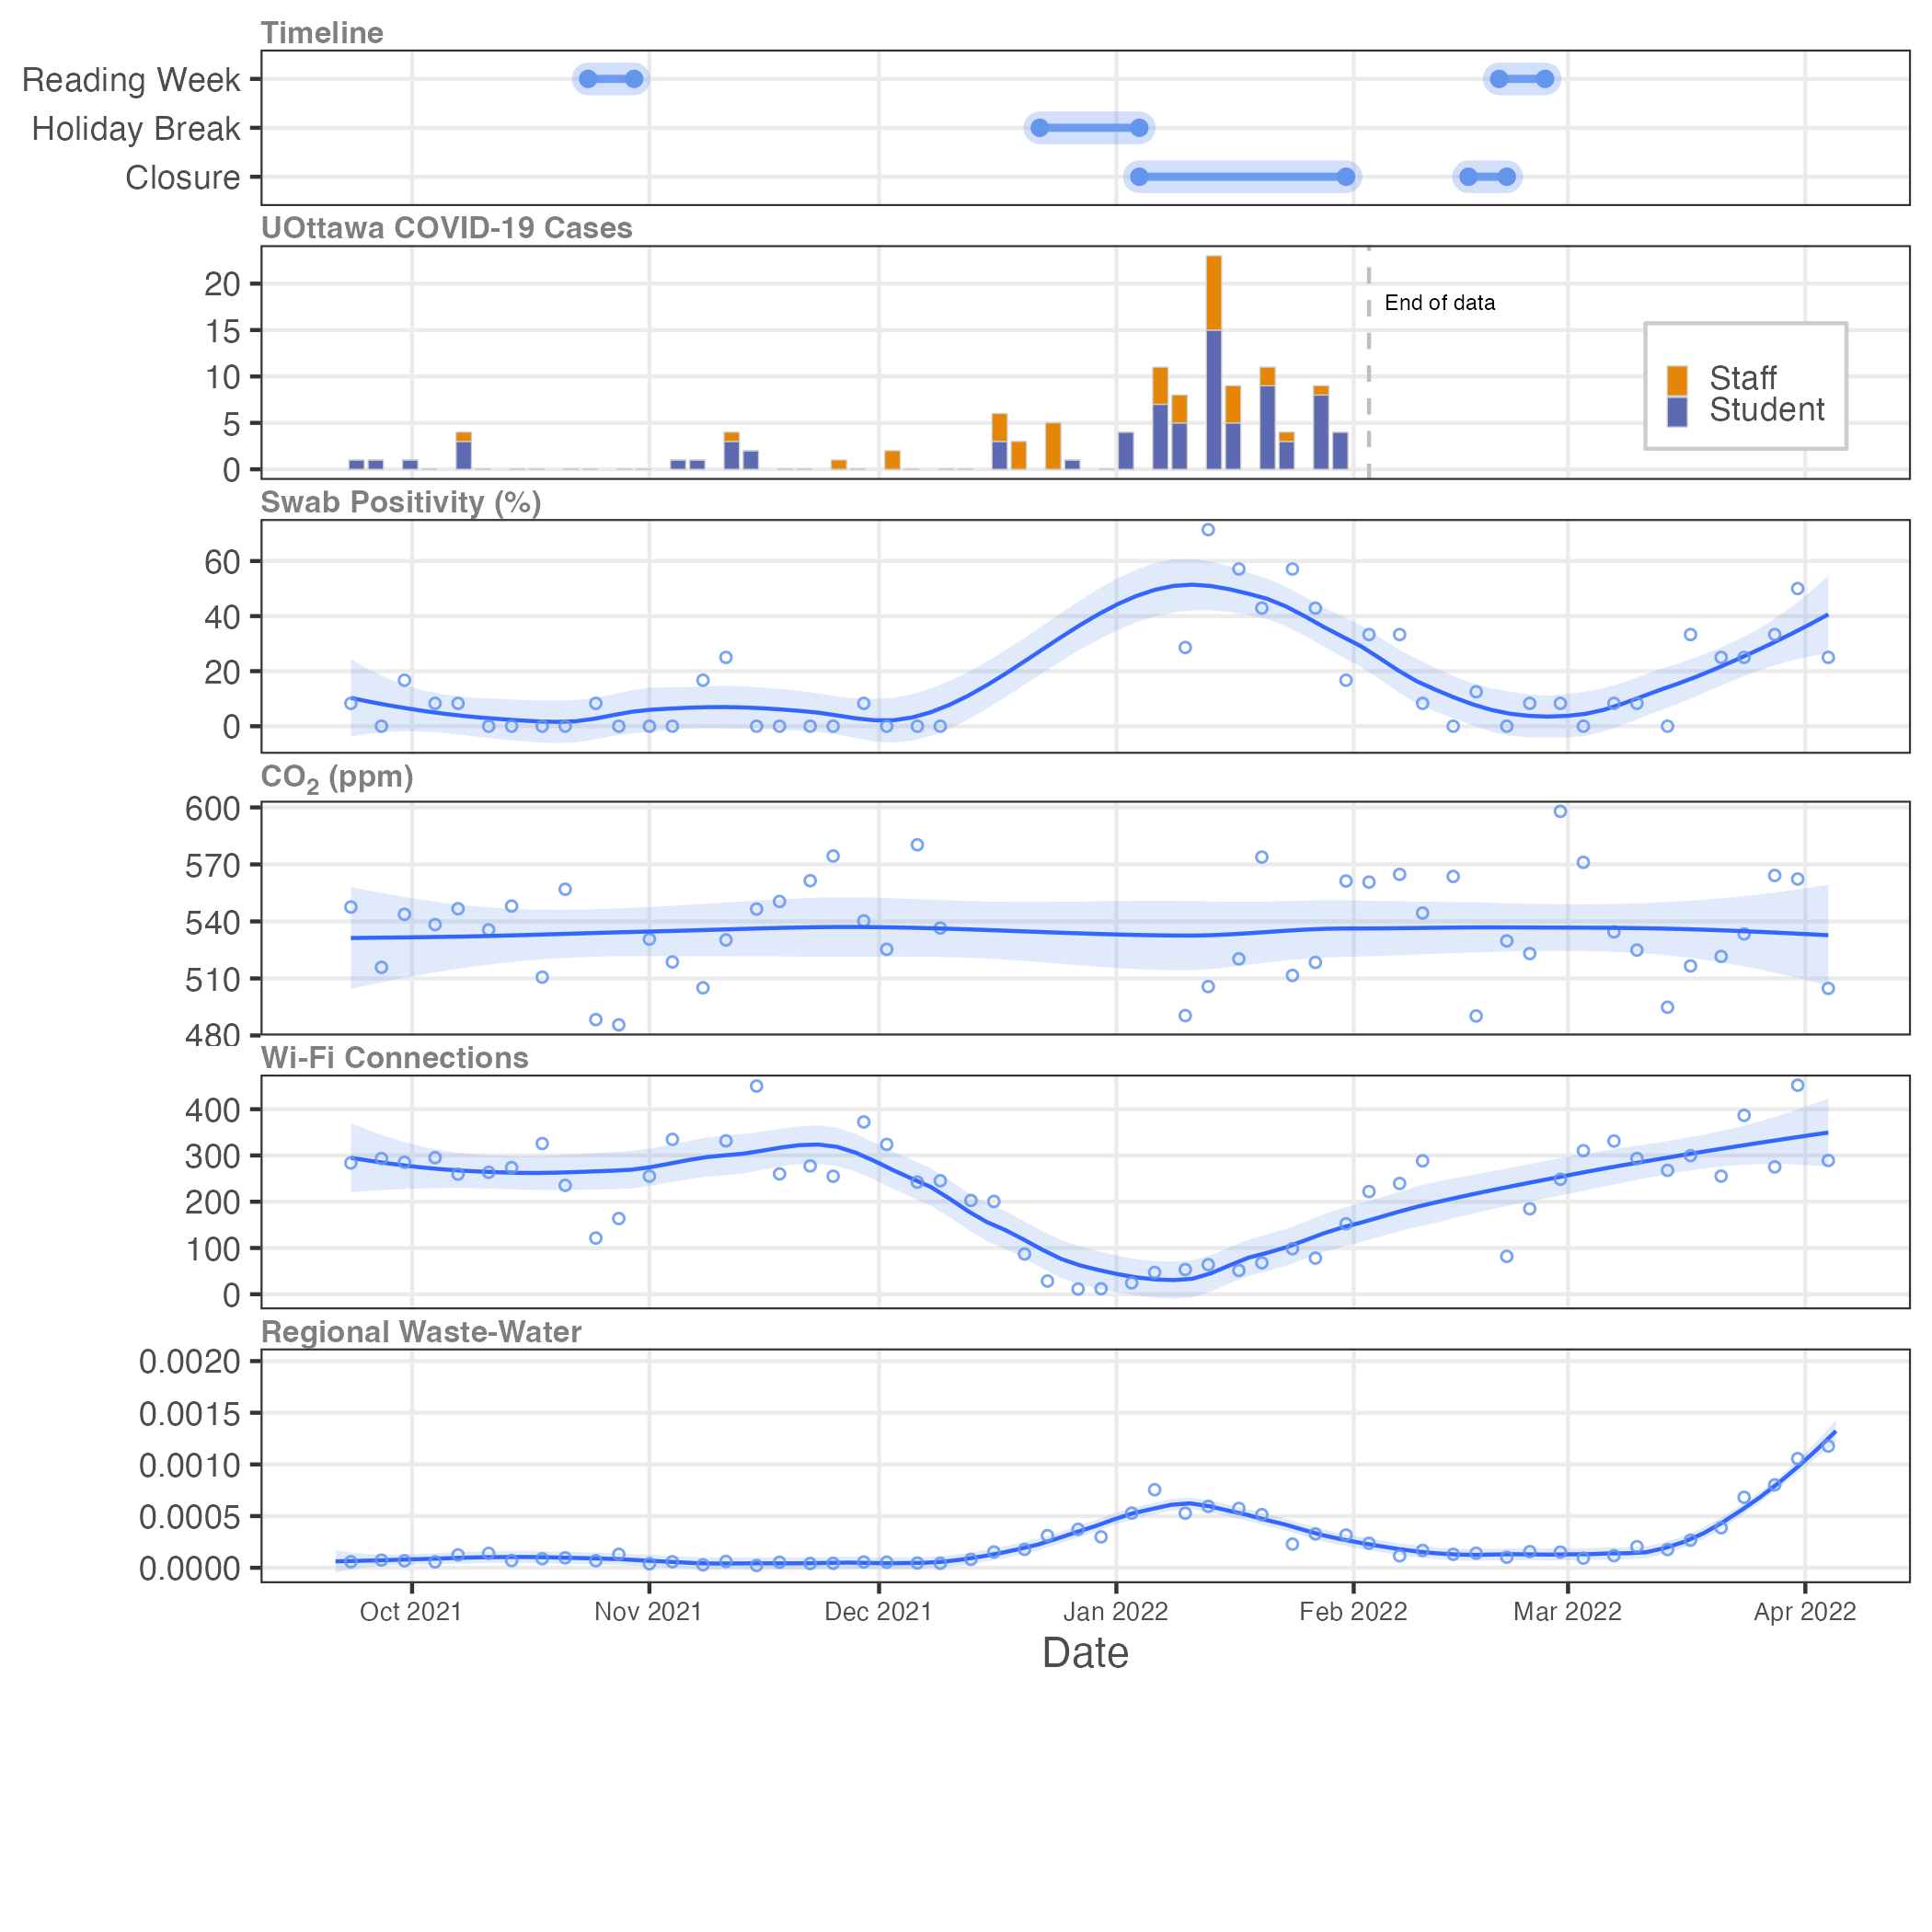 Timeline
Reading Week
Holiday Break
Closure
UOttawa COVID-19 Cases
20
15
10
5
0
End of data
Staff
Student
Swab Positivity (%)
60
40
20
0
CO2 (ppm)
600
570
540
510
480
Wi-Fi Connections
400
300
200
100
0
Regional Waste-Water
0.0020
0.0015
0.0010
0.0005
0.0000
Oct 2021 Nov 2021 Dec 2021 Jan 2022 Feb 2022 Mar 2022 Apr 2022
Date